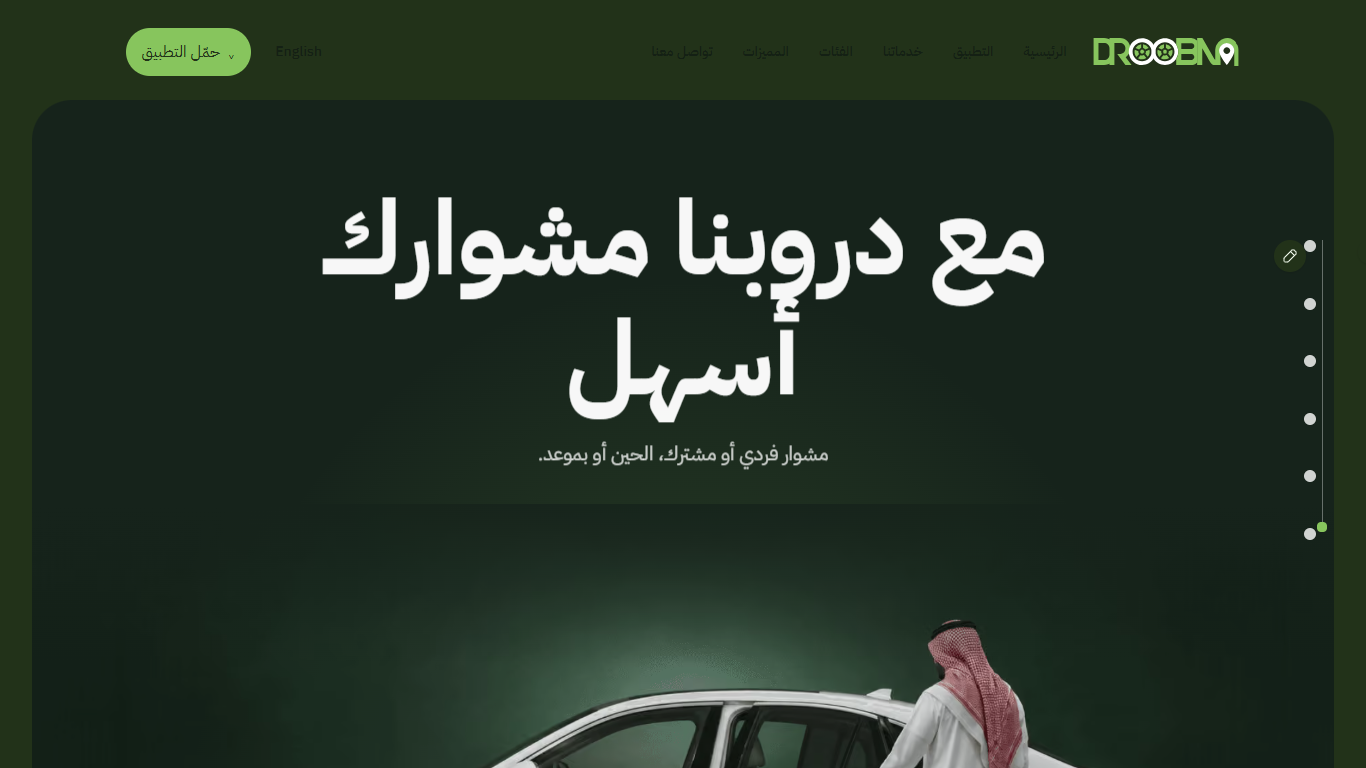 DROOBNA
الرئيسية
التطبيق
خدماتنا
الفئات
المميزات
تواصل معنا
English
حمّل التطبيق
مع دروبنا مشوارك
أسهل
مشوار فردي أو مشترك، الحين أو بموعد.